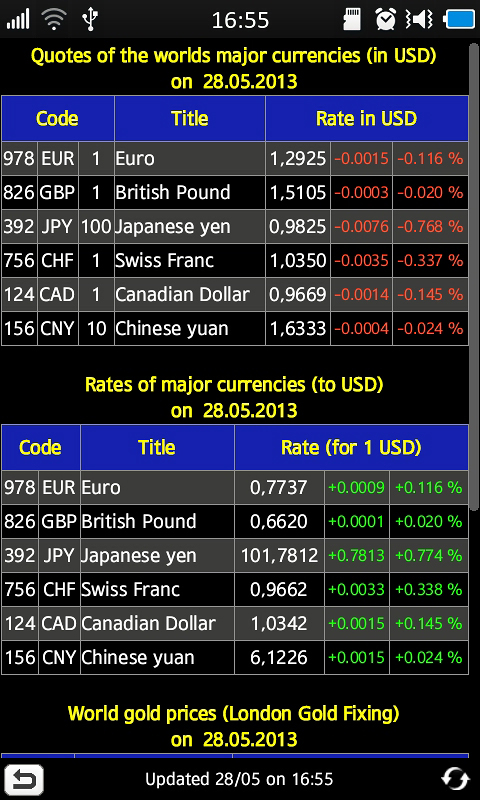 16:55
Quotes of the worlds major currencies (in USD)
on 28.05.2013
Code Title Rate in USD
978 EUR 1 Euro 1,2925 -0.0015 -0.116 %
826 GBP 1 British Pound 1,5105 -0.0003 -0.020 %
392 JPY 100 Japanese yen 0,9825 -0.0076 -0.768 %
756 CHF 1 Swiss Franc 1,0350 -0.0035 -0.337 %
124 CAD 1 Canadian Dollar 0,9669 -0.0014 -0.145 %
156 CNY 10 Chinese yuan 1,6333 -0.0004 -0.024 %
Rates of major currencies (to USD)
on 28.05.2013
Code Title Rate (for 1 USD)
978 EUR Euro 0,7737 +0.0009 +0.116 %
826 GBP British Pound 0,6620 +0.0001 +0.020 %
392 JPY Japanese yen 101,7812 +0.7813 +0.774 %
756 CHF Swiss Franc 0,9662 +0.0033 +0.338 %
124 CAD Canadian Dollar 1,0342 +0.0015 +0.145 %
156 CNY Chinese yuan 6,1226 +0.0015 +0.024 %
World gold prices (London Gold Fixing)
on 28.05.2013
Updated 28/05 on 16:55